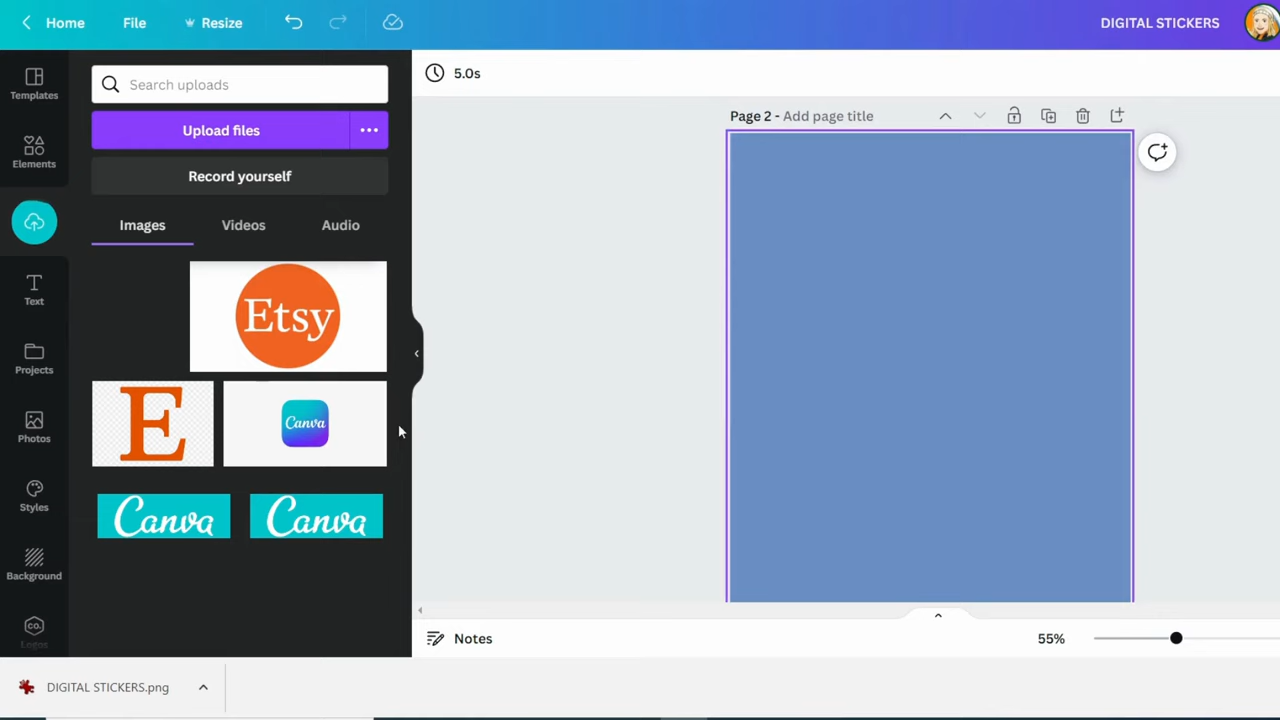 Home File Resize DIGITAL STICKERS
Search uploads
5.0s
Templates
Upload files
Page 2 - Add page title
Elements
Record yourself
Images Videos Audio
Text
Etsy
Projects
E
Canva
Photos
Styles
Canva Canva
Background
Logos
Notes 55%
DIGITAL STICKERS.png